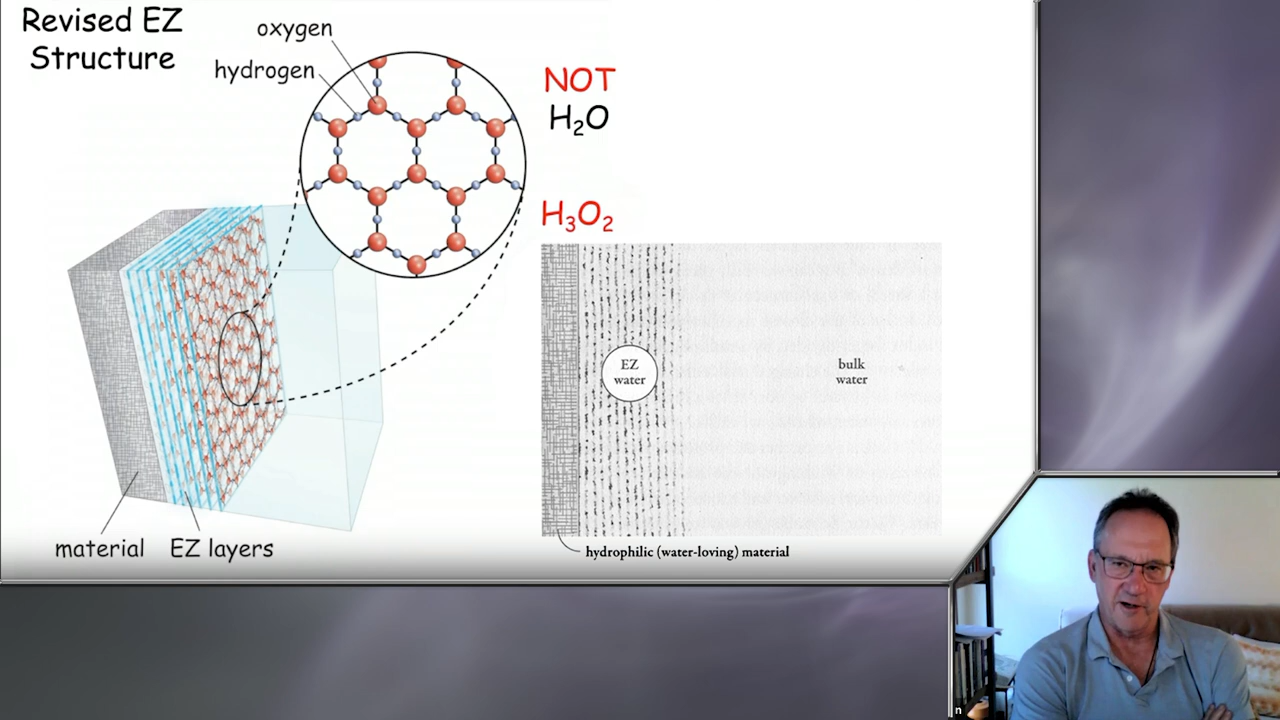 Revised EZ
Structure
oxygen
hydrogen
NOT
H₂O
H₃O₂
EZ
water
bulk
water
material
EZ layers
hydrophilic (water-loving) material
n